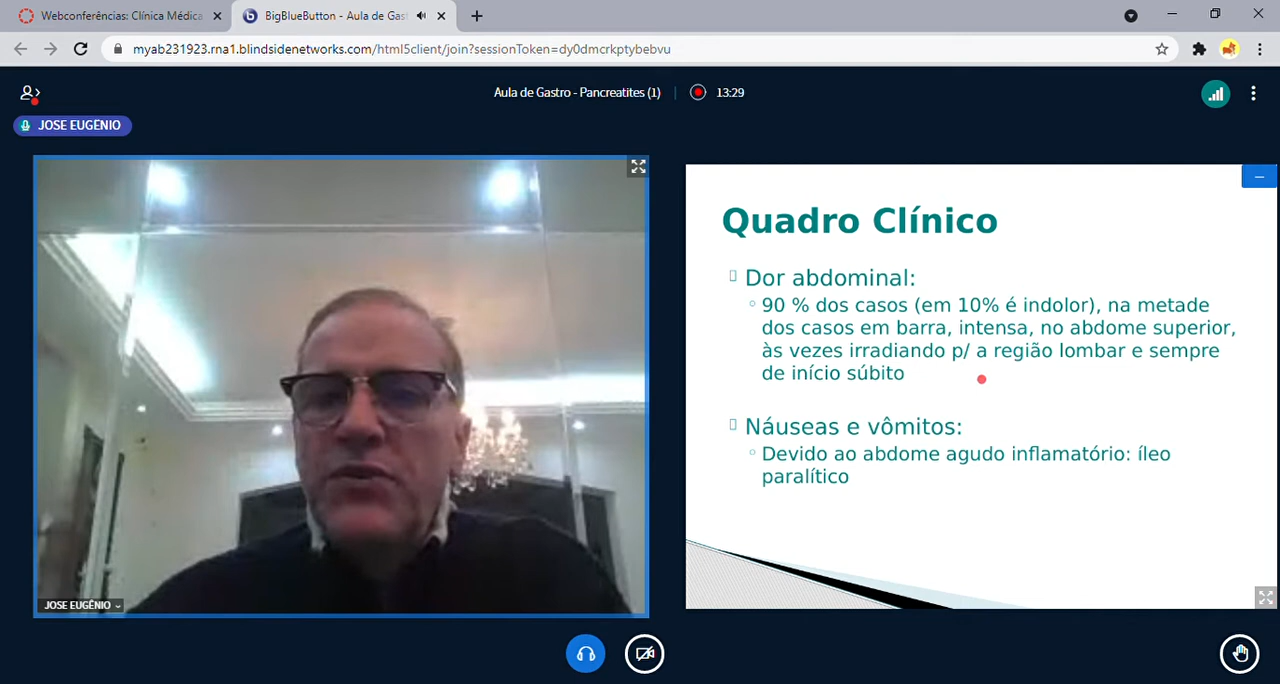 Webconferências: Clínica Médica
BigBlueButton - Aula de Gas
myab231923.rna1.blindsidenetworks.com/html5client/join?sessionToken=dy0dmcrkptybebvu
Aula de Gastro - Pancreatites (1)
13:29
JOSE EUGÊNIO
Quadro Clínico
Dor abdominal:
90 % dos casos (em 10% é indolor), na metade
dos casos em barra, intensa, no abdome superior,
às vezes irradiando p/ a região lombar e sempre
de início súbito
Náuseas e vômitos:
Devido ao abdome agudo inflamatório: íleo
paralítico
JOSE EUGÊNIO